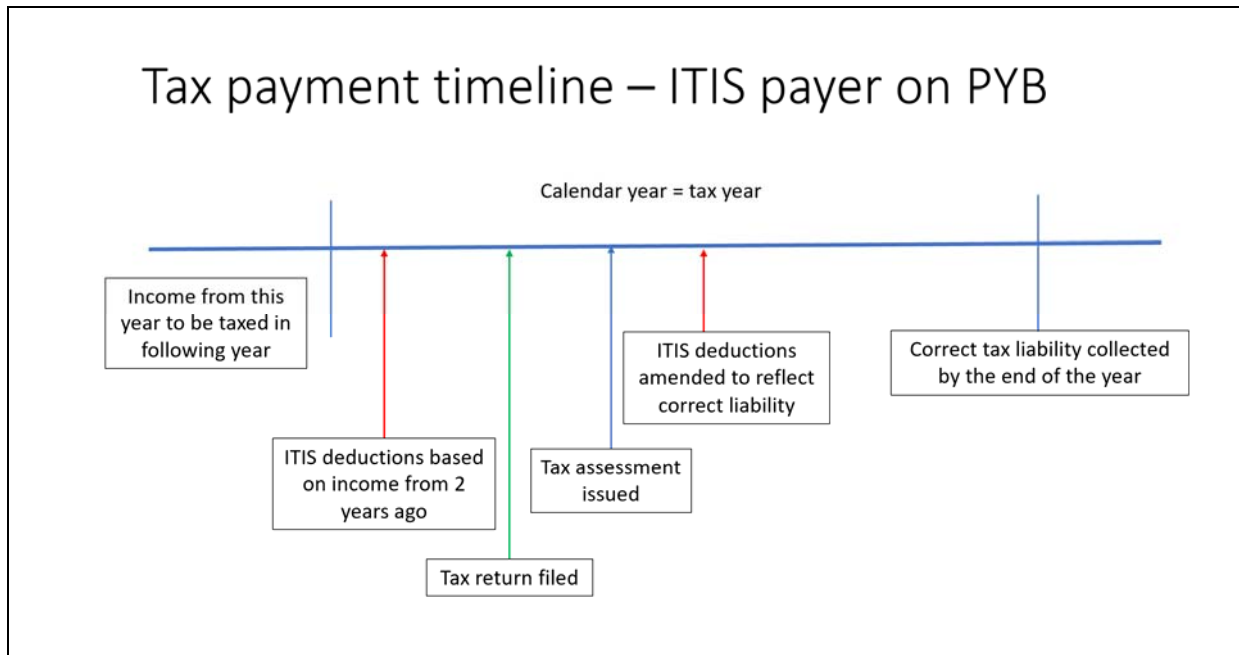 Tax payment timeline – ITIS payer on PYB
Calendar year = tax year
Income from this
year to be taxed in
following year
ITIS deductions based
on income from 2
years ago
Tax return filed
Tax assessment
issued
ITIS deductions
amended to reflect
correct liability
Correct tax liability collected
by the end of the year